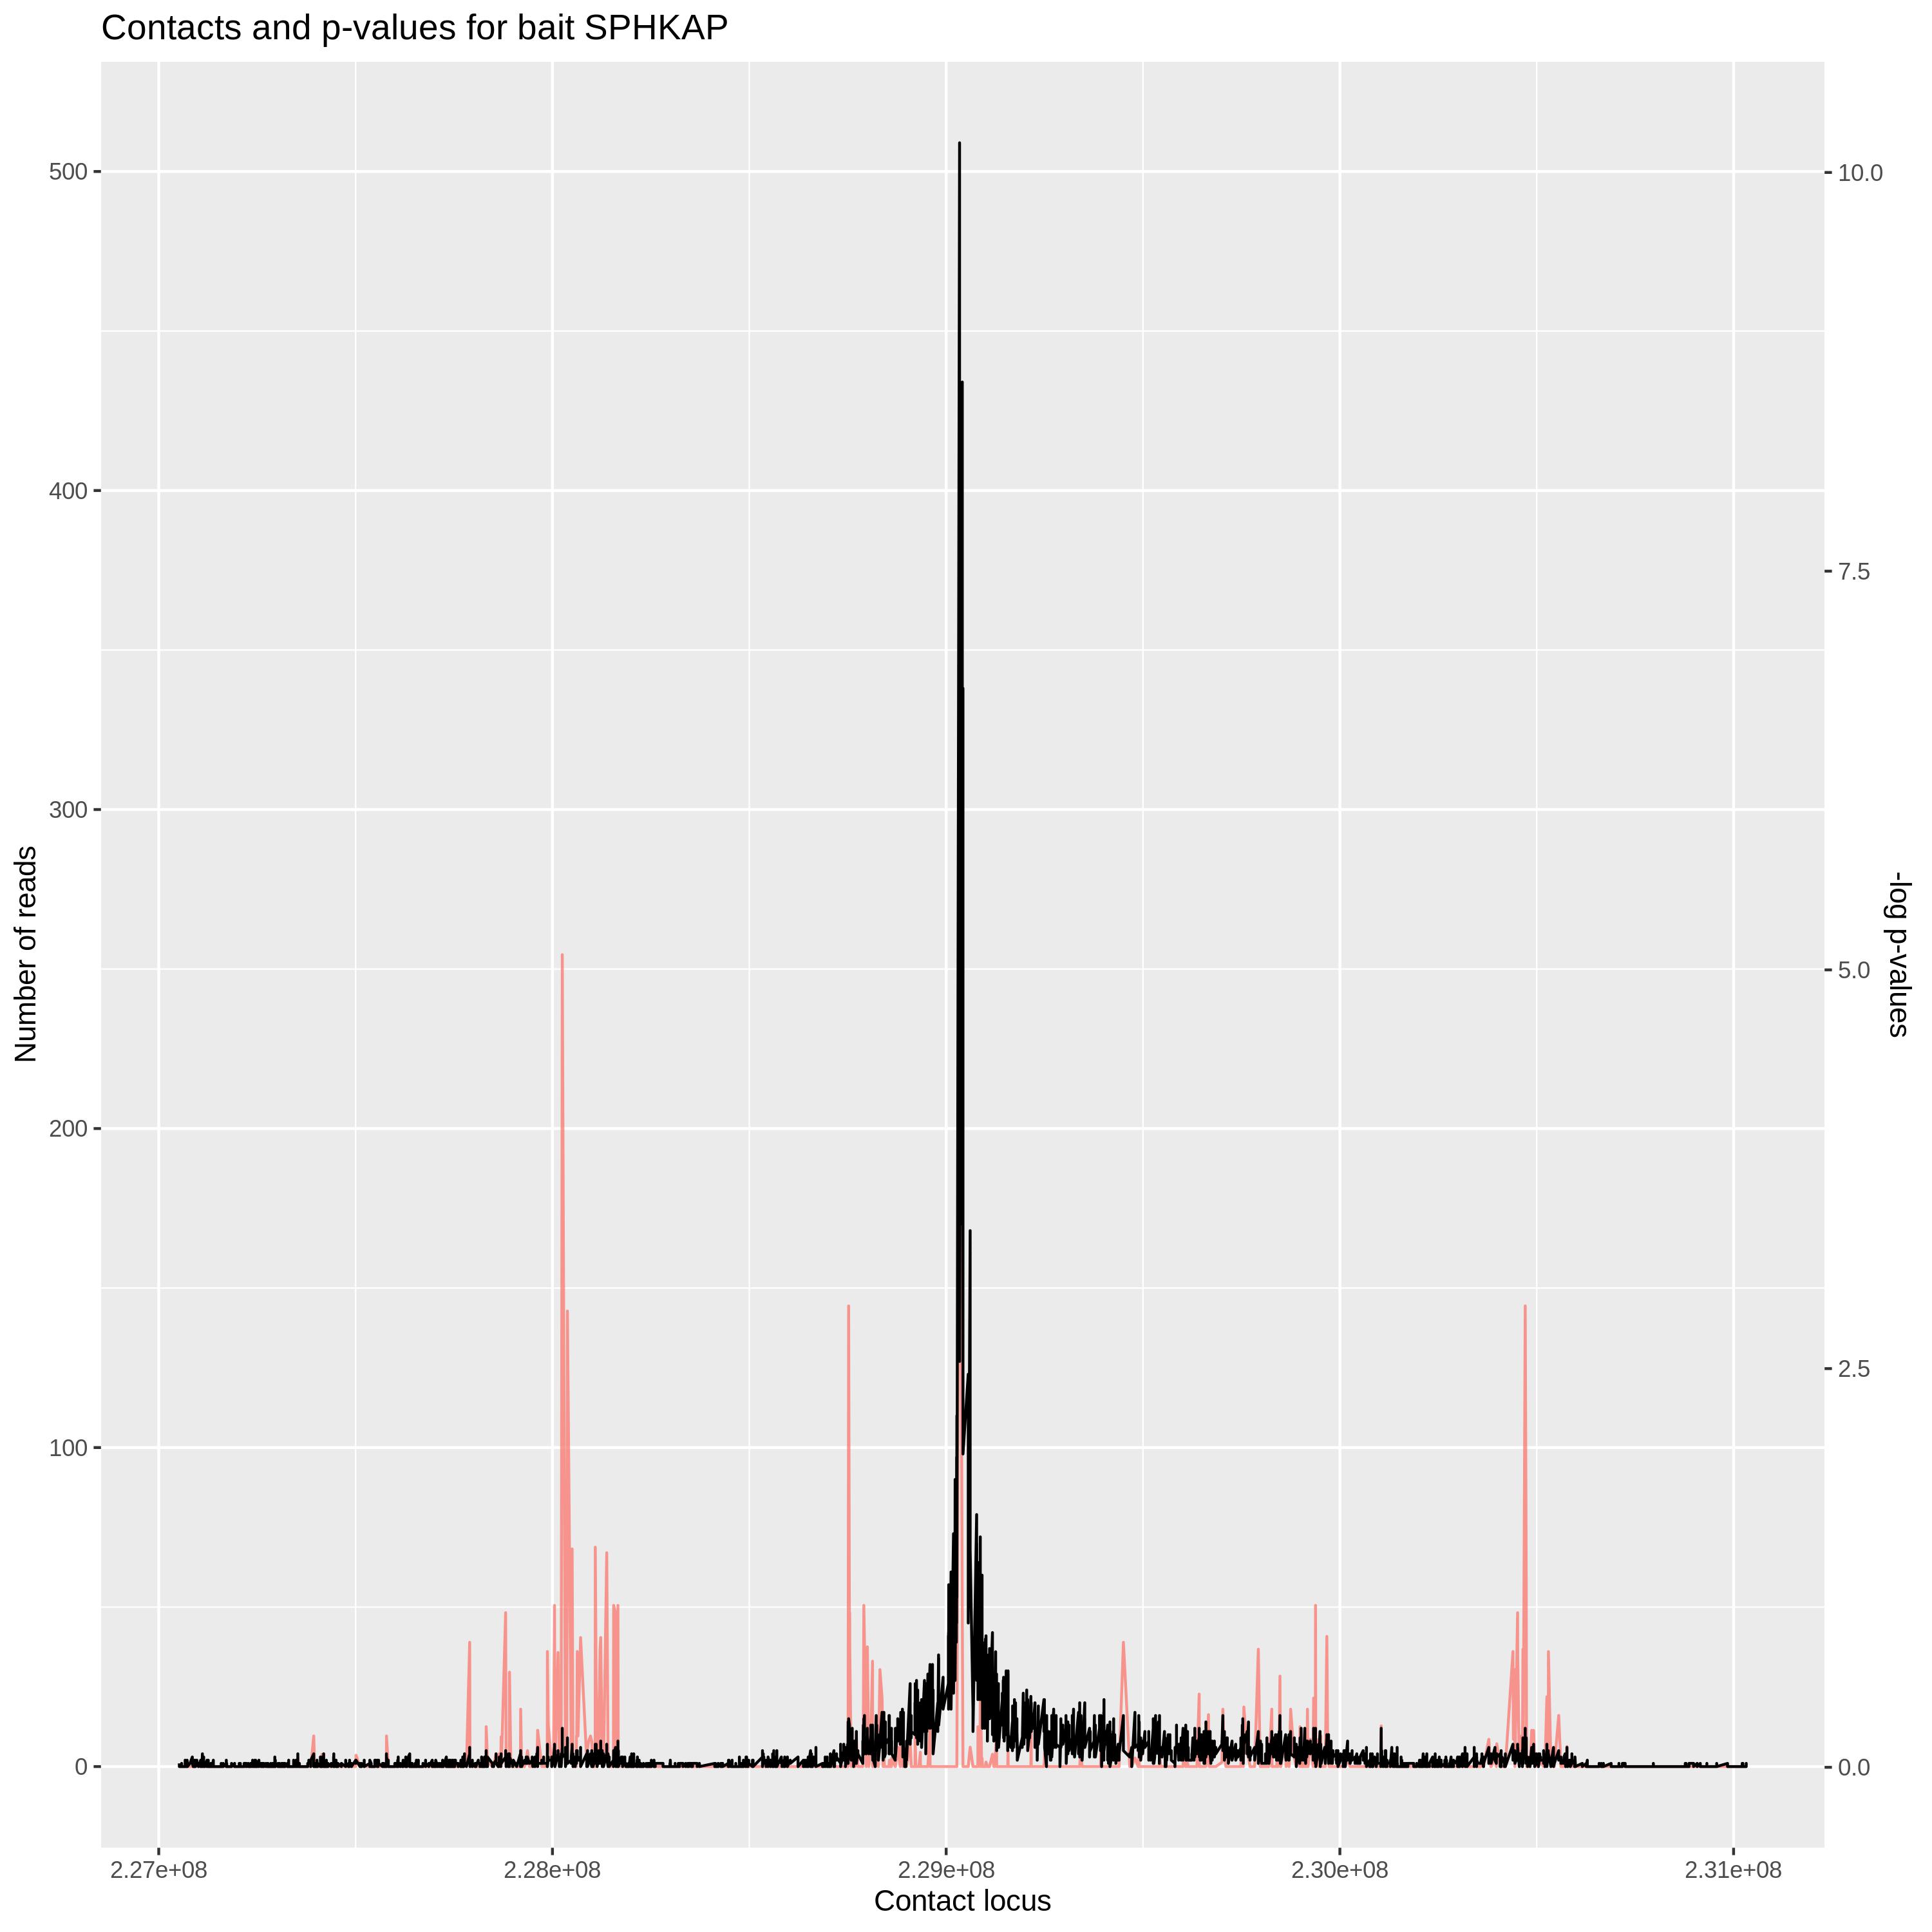 Contacts and p-values for bait SPHKAP
500
400
300
200
100
0
Number of reads
10.0
7.5
5.0
2.5
0.0
-log p-values
2.27e+08
2.28e+08
2.29e+08
2.30e+08
2.31e+08
Contact locus